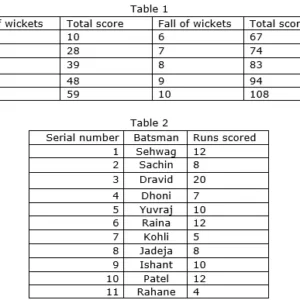 Table 1
f wickets Total score Fall of wickets Total scor
10 6 67
28 7 74
39 8 83
48 9 94
59 10 108
Table 2
Serial number Batsman Runs scored
1 Sehwag 12
2 Sachin 8
3 Dravid 20
4 Dhoni 7
5 Yuvraj 10
6 Raina 12
7 Kohli 5
8 Jadeja 8
9 Ishant 10
10 Patel 12
11 Rahane 4